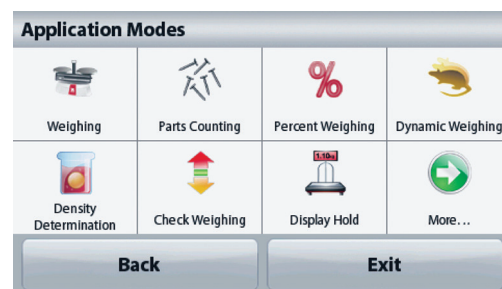 Application Modes
Weighing
Parts Counting
Percent Weighing
Dynamic Weighing
%
1.10
Density
Determination
Check Weighing
Display Hold
More...
Back
Exit